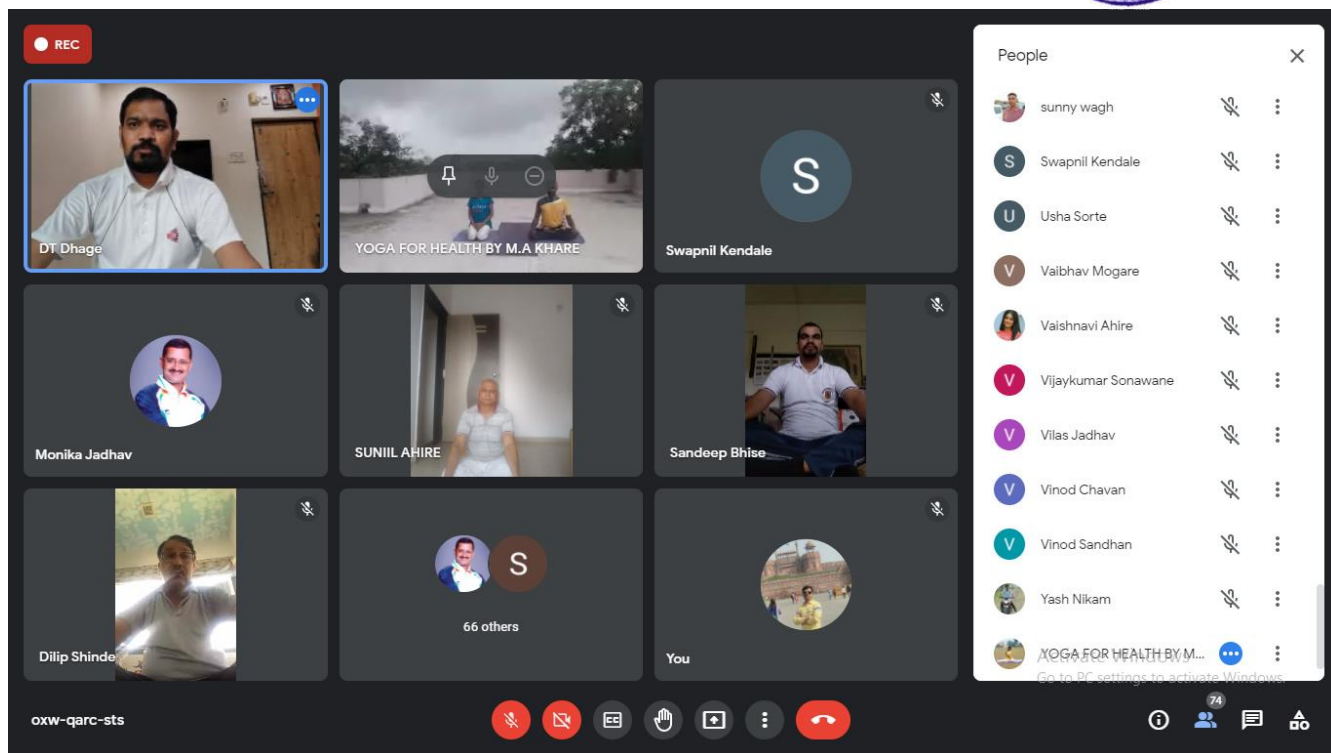 REC
DT Dhage
YOGA FOR HEALTH BY M.A KHARE
S
Swapnil Kendale
Monika Jadhav
SUNIIL AHIRE
Sandeep Bhise
Dilip Shinde
S
66 others
You
People
sunny wagh
S
Swapnil Kendale
U
Usha Sorte
V
Vaibhav Mogare
Vaishnavi Ahire
V
Vijaykumar Sonawane
V
Vilas Jadhav
V
Vinod Chavan
V
Vinod Sandhan
Yash Nikam
YOGA FOR HEALTH BY M...
Activate Windows
Go to PC settings to activate Windows.
oxw-qarc-sts
CC
74